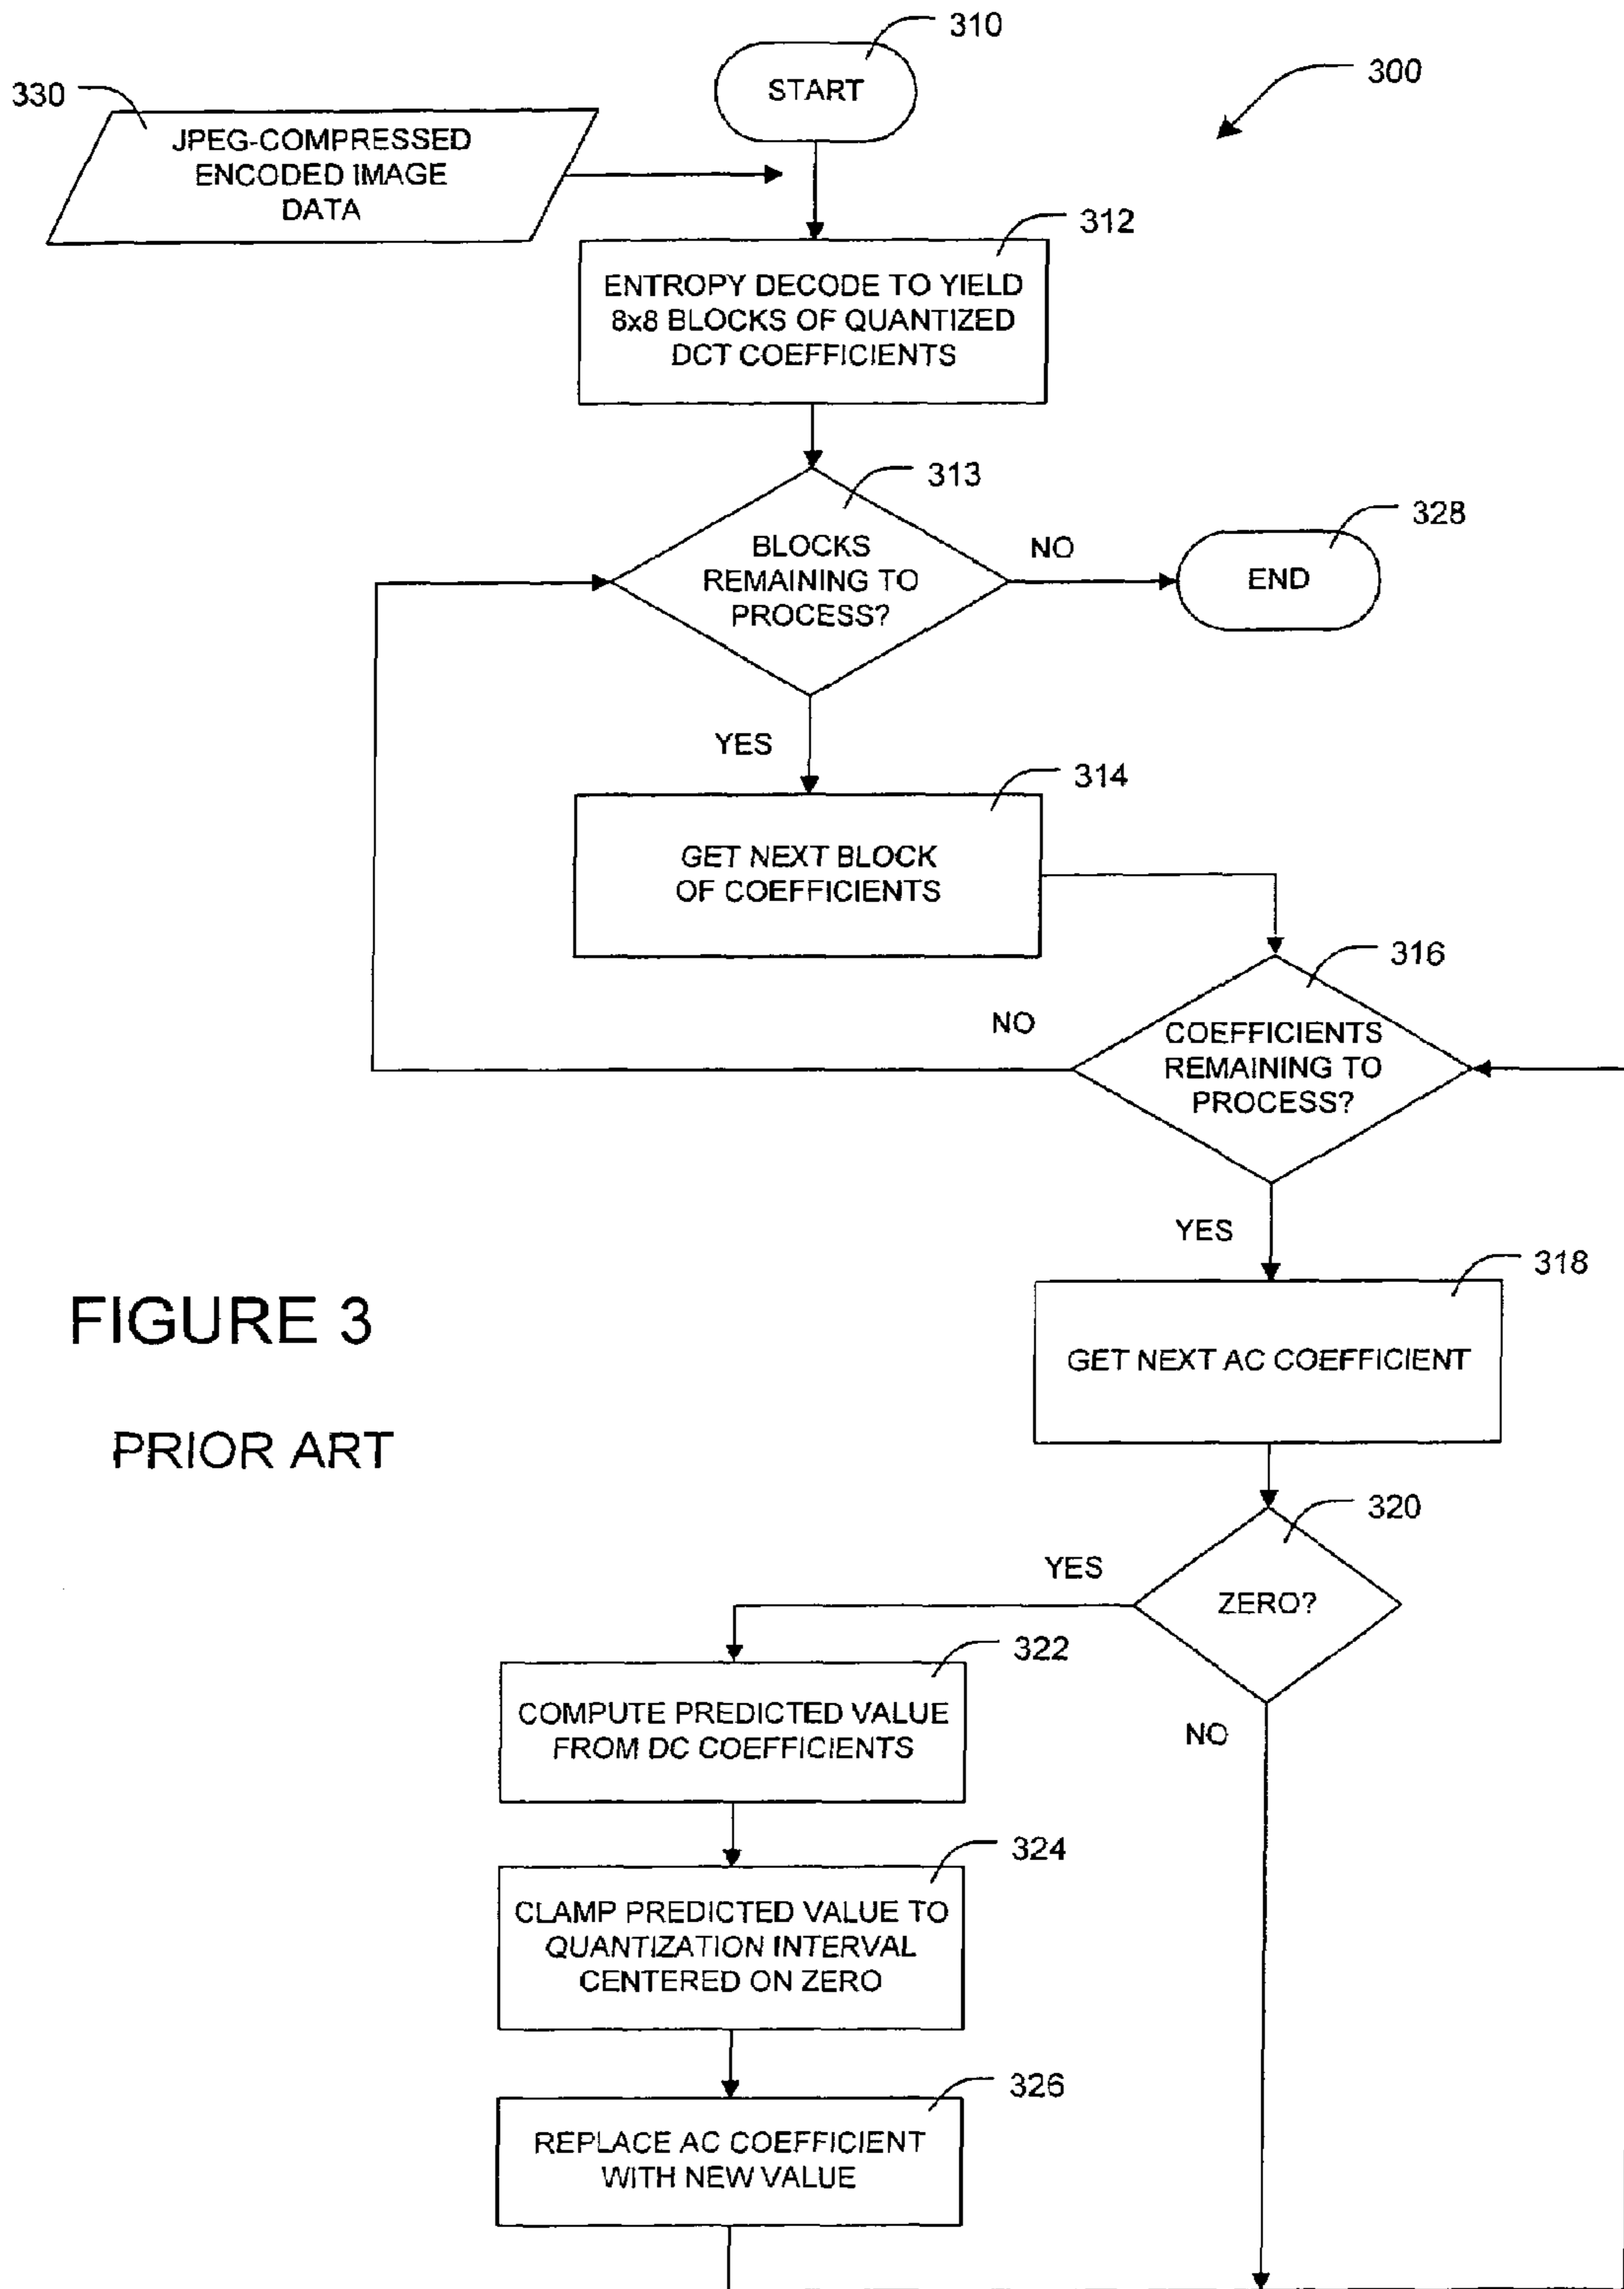 310
START
300
330
JPEG-COMPRESSED
ENCODED IMAGE
DATA
312
ENTROPY DECODE TO YIELD
8x8 BLOCKS OF QUANTIZED
DCT COEFFICIENTS
313
BLOCKS
REMAINING TO
PROCESS?
NO
328
END
YES
314
GET NEXT BLOCK
OF COEFFICIENTS
316
NO
COEFFICIENTS
REMAINING TO
PROCESS?
YES
318
GET NEXT AC COEFFICIENT
FIGURE 3
PRIOR ART
320
YES
ZERO?
322
COMPUTE PREDICTED VALUE
FROM DC COEFFICIENTS
NO
324
CLAMP PREDICTED VALUE TO
QUANTIZATION INTERVAL
CENTERED ON ZERO
326
REPLACE AC COEFFICIENT
WITH NEW VALUE